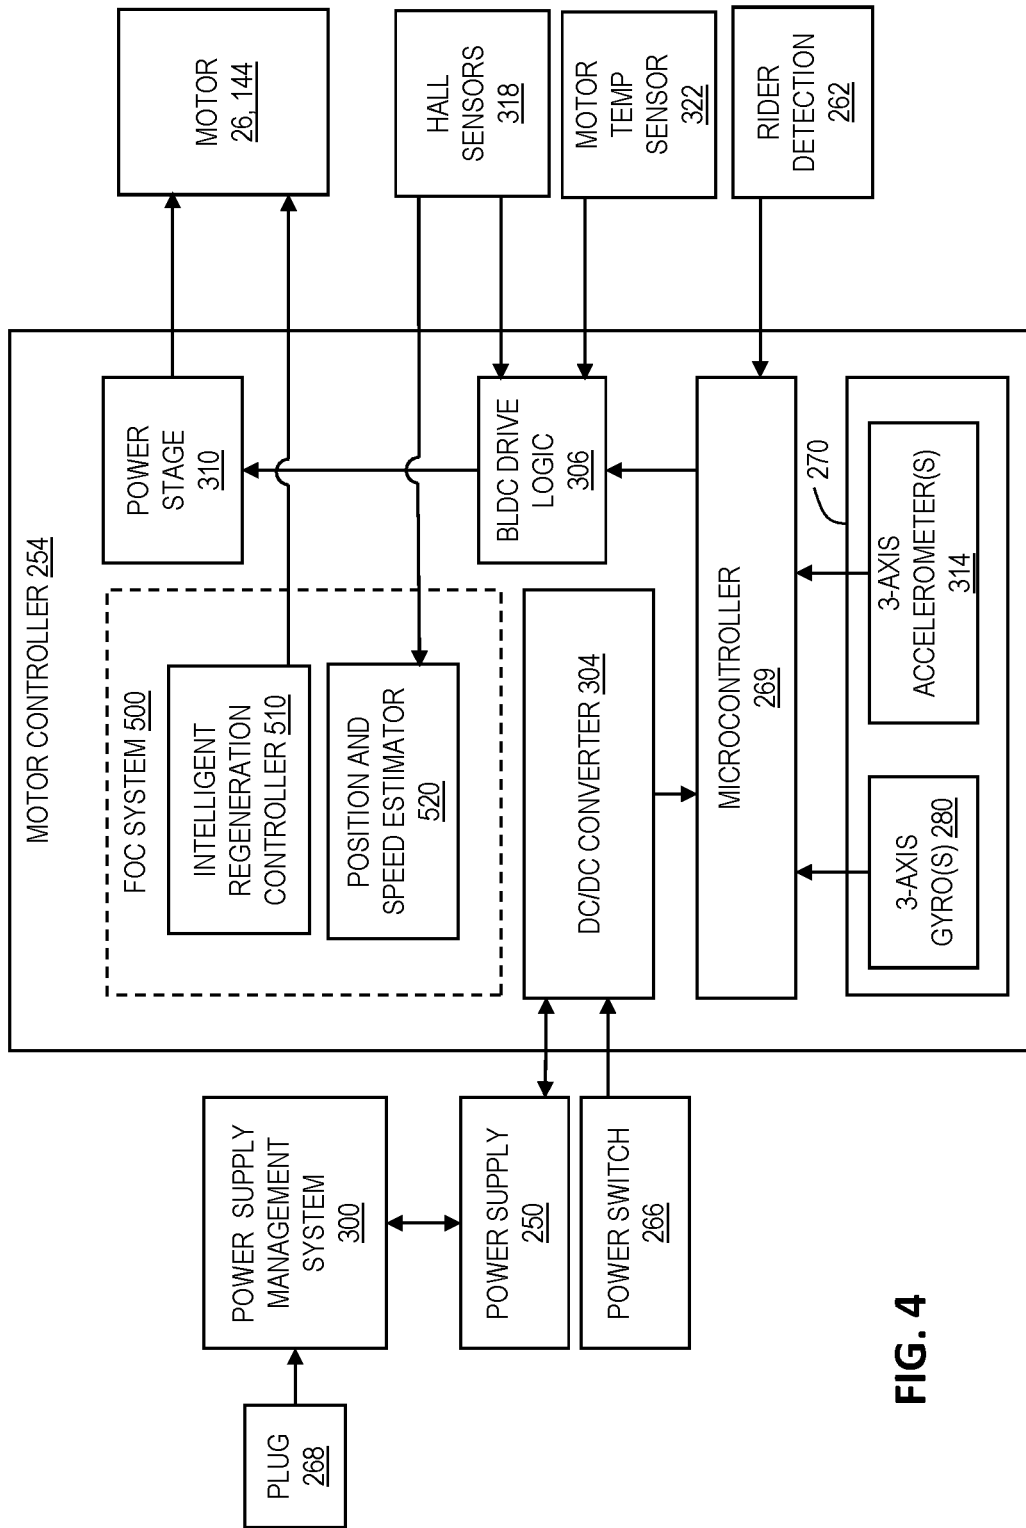 PLUG
268
POWER SUPPLY
MANAGEMENT
SYSTEM
300
POWER SUPPLY
250
POWER SWITCH
266
MOTOR CONTROLLER 254
FOC SYSTEM 500
INTELLIGENT
REGENERATION
CONTROLLER 510
POSITION AND
SPEED ESTIMATOR
520
DC/DC CONVERTER 304
MICROCONTROLLER
269
3-AXIS
GYRO(S) 280
3-AXIS
ACCELEROMETER(S)
314
270
POWER
STAGE
310
BLDC DRIVE
LOGIC
306
MOTOR
26, 144
HALL
SENSORS
318
MOTOR
TEMP
SENSOR
322
RIDER
DETECTION
262
FIG. 4